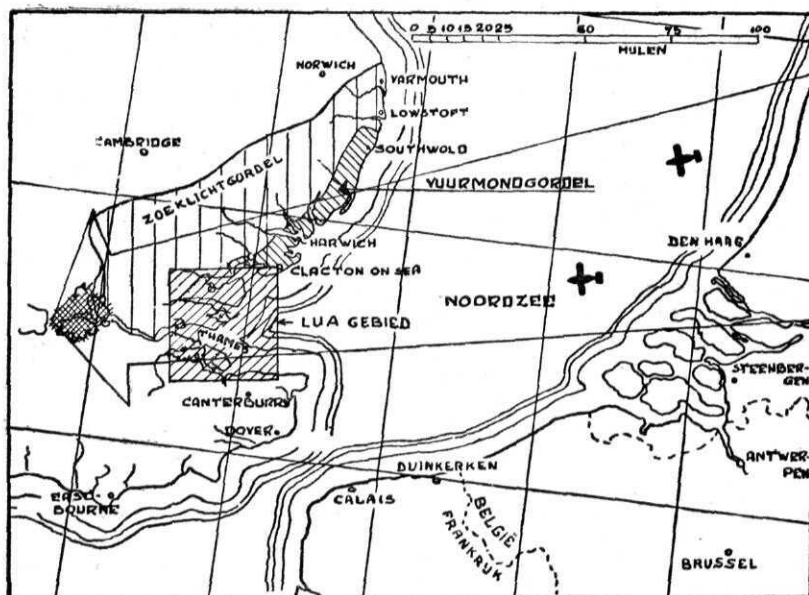 0 5 10 15 20 25 50 75 100
MIJLEN
NORWICH
YARMOUTH
LOWSTOFT
CAMBRIDGE
SOUTHWOLD
ZOEKLICHTGORDEL
VUURMONDGORDEL
HARWICH
DEN HAAG
CLACTON ON SEA
NOORDZEE
LUA GEBIED
THAMES
STEENBER-
GEN
CANTERBURRY
DOVER
ANTWER-
PEN
DUINKERKEN
EAST-
BOURNE
CALAIS
BELGIË
FRANKRIJK
BRUSSEL